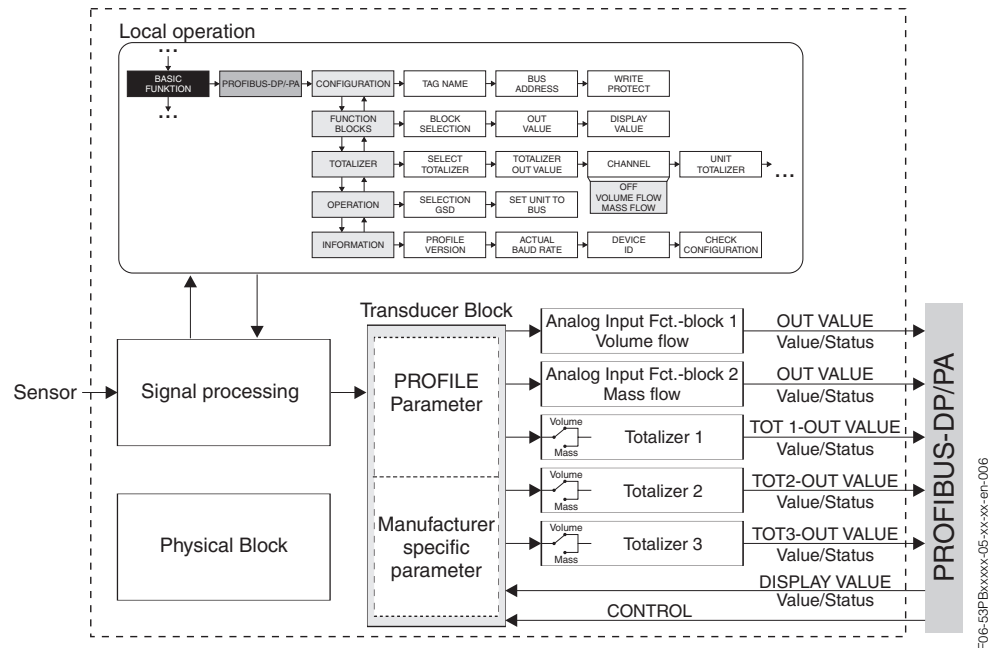 Local operation
...
BASIC
FUNKTION
...
PROFIBUS-DP/-PA
CONFIGURATION
TAG NAME
BUS
ADDRESS
WRITE
PROTECT
FUNCTION
BLOCKS
BLOCK
SELECTION
OUT
VALUE
DISPLAY
VALUE
TOTALIZER
SELECT
TOTALIZER
TOTALIZER
OUT VALUE
CHANNEL
OFF
VOLUME FLOW
MASS FLOW
UNIT
TOTALIZER
...
OPERATION
SELECTION
GSD
SET UNIT TO
BUS
INFORMATION
PROFILE
VERSION
ACTUAL
BAUD RATE
DEVICE
ID
CHECK
CONFIGURATION
Sensor
Signal processing
Physical Block
Transducer Block
PROFILE
Parameter
Manufacturer
specific
parameter
Analog Input Fct.-block 1
Volume flow
OUT VALUE
Value/Status
Analog Input Fct.-block 2
Mass flow
OUT VALUE
Value/Status
Volume
Mass
Totalizer 1
TOT 1-OUT VALUE
Value/Status
Volume
Mass
Totalizer 2
TOT2-OUT VALUE
Value/Status
Volume
Mass
Totalizer 3
TOT3-OUT VALUE
Value/Status
DISPLAY VALUE
Value/Status
CONTROL
PROFIBUS-DP/PA
F06-53PBxxxx-05-xx-xx-en-006